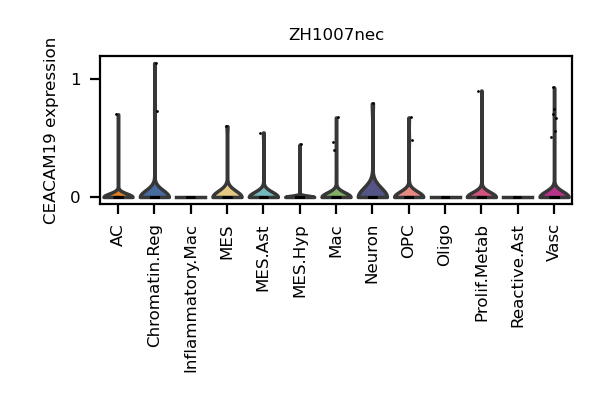 ZH1007nec
CEACAM19 expression
1
0
AC
Chromatin.Reg
Inflammatory.Mac
MES
MES.Ast
MES.Hyp
Mac
Neuron
OPC
Oligo
Prolif.Metab
Reactive.Ast
Vasc